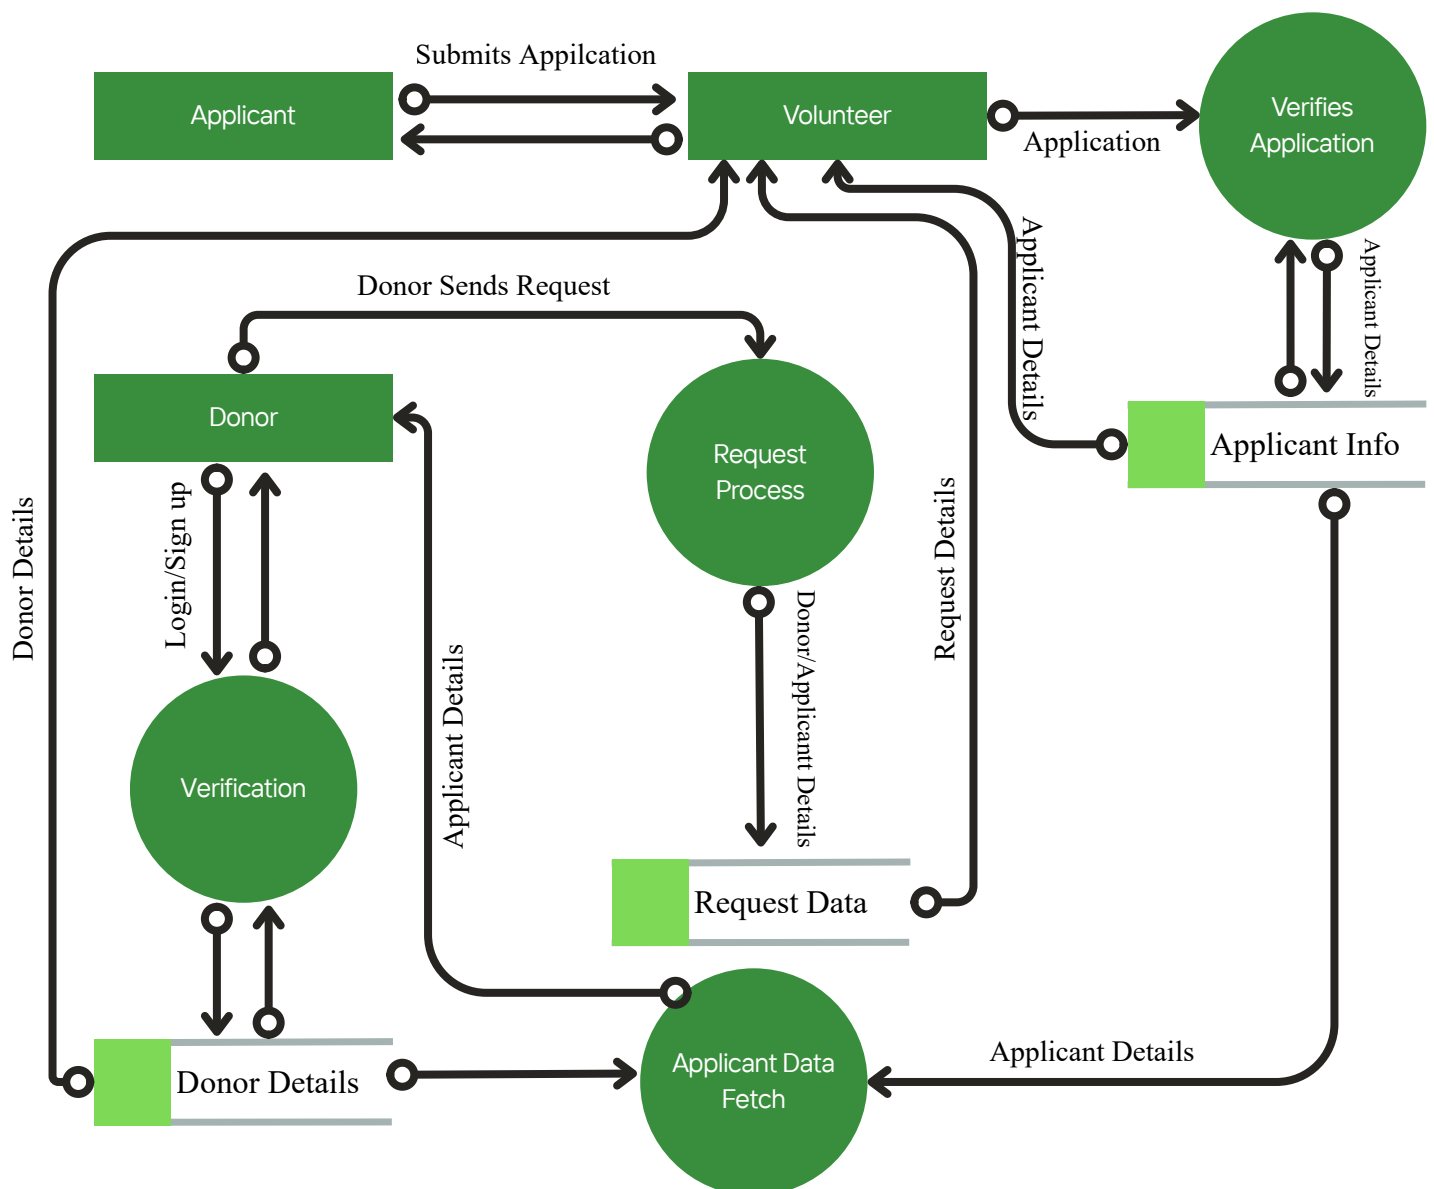 Submits Appilcation
Applicant
Volunteer
Application
Verifies
Application
Applicant Details
Applicant Details
Donor Sends Request
Donor
Request
Process
Applicant Info
Donor Details
Login/Sign up
Request Details
Donor/Applicantt Details
Applicant Details
Verification
Request Data
Applicant Data
Fetch
Applicant Details
Donor Details